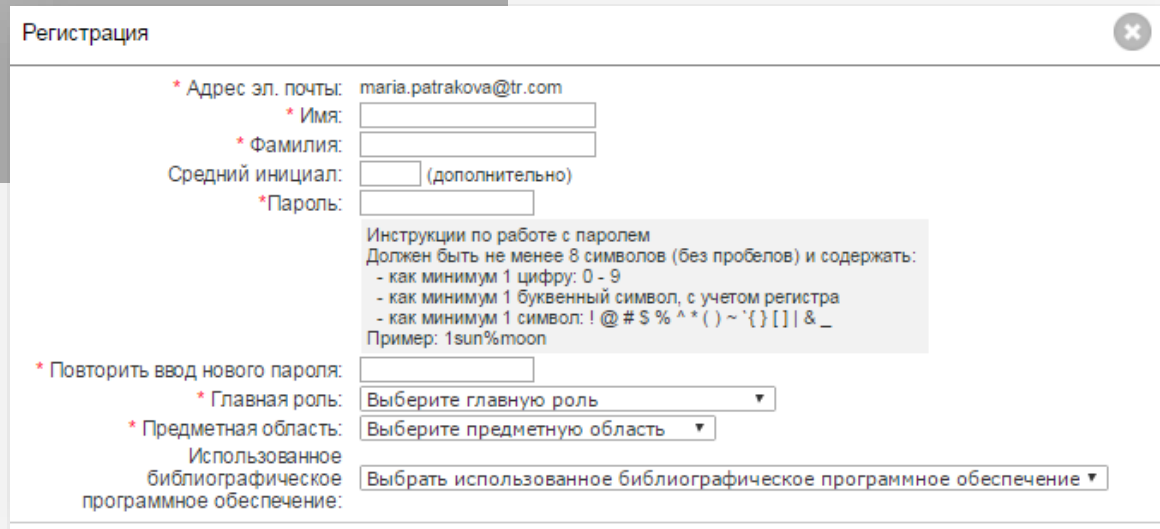 Регистрация
* Адрес эл. почты: maria.patrakova@tr.com
* Имя:
* Фамилия:
Средний инициал: (дополнительно)
*Пароль:
Инструкции по работе с паролем
Должен быть не менее 8 символов (без пробелов) и содержать:
- как минимум 1 цифру: 0 - 9
- как минимум 1 буквенный символ, с учетом регистра
- как минимум 1 символ: ! @ # $ % ^ * ( ) ~ `{ } [ ] | & _
Пример: 1sun%moon
* Повторить ввод нового пароля:
* Главная роль: Выберите главную роль
* Предметная область: Выберите предметную область
Использованное
библиографическое
программное обеспечение: Выбрать использованное библиографическое программное обеспечение